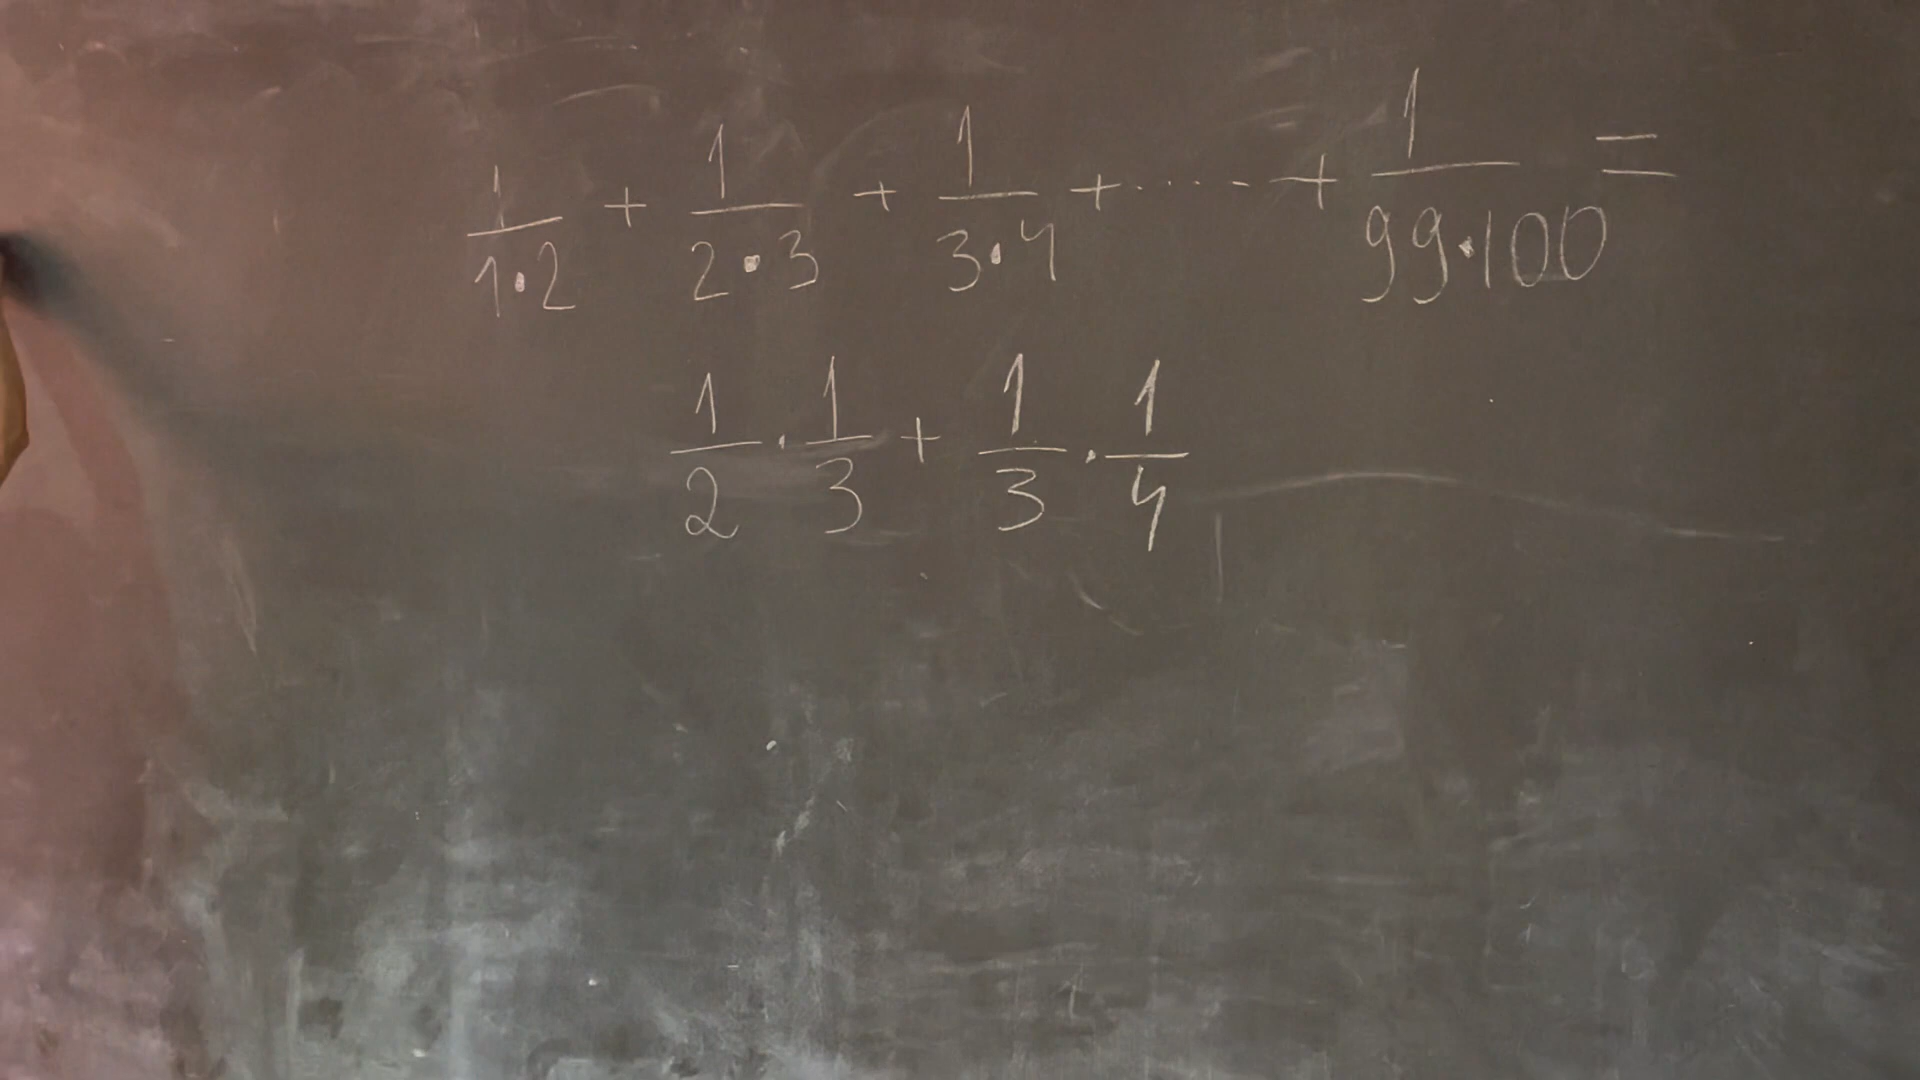 1/1·2 + 1/2·3 + 1/3·4 + ····· + 1/99·100 =
1/2 · 1/3 + 1/3 · 1/4